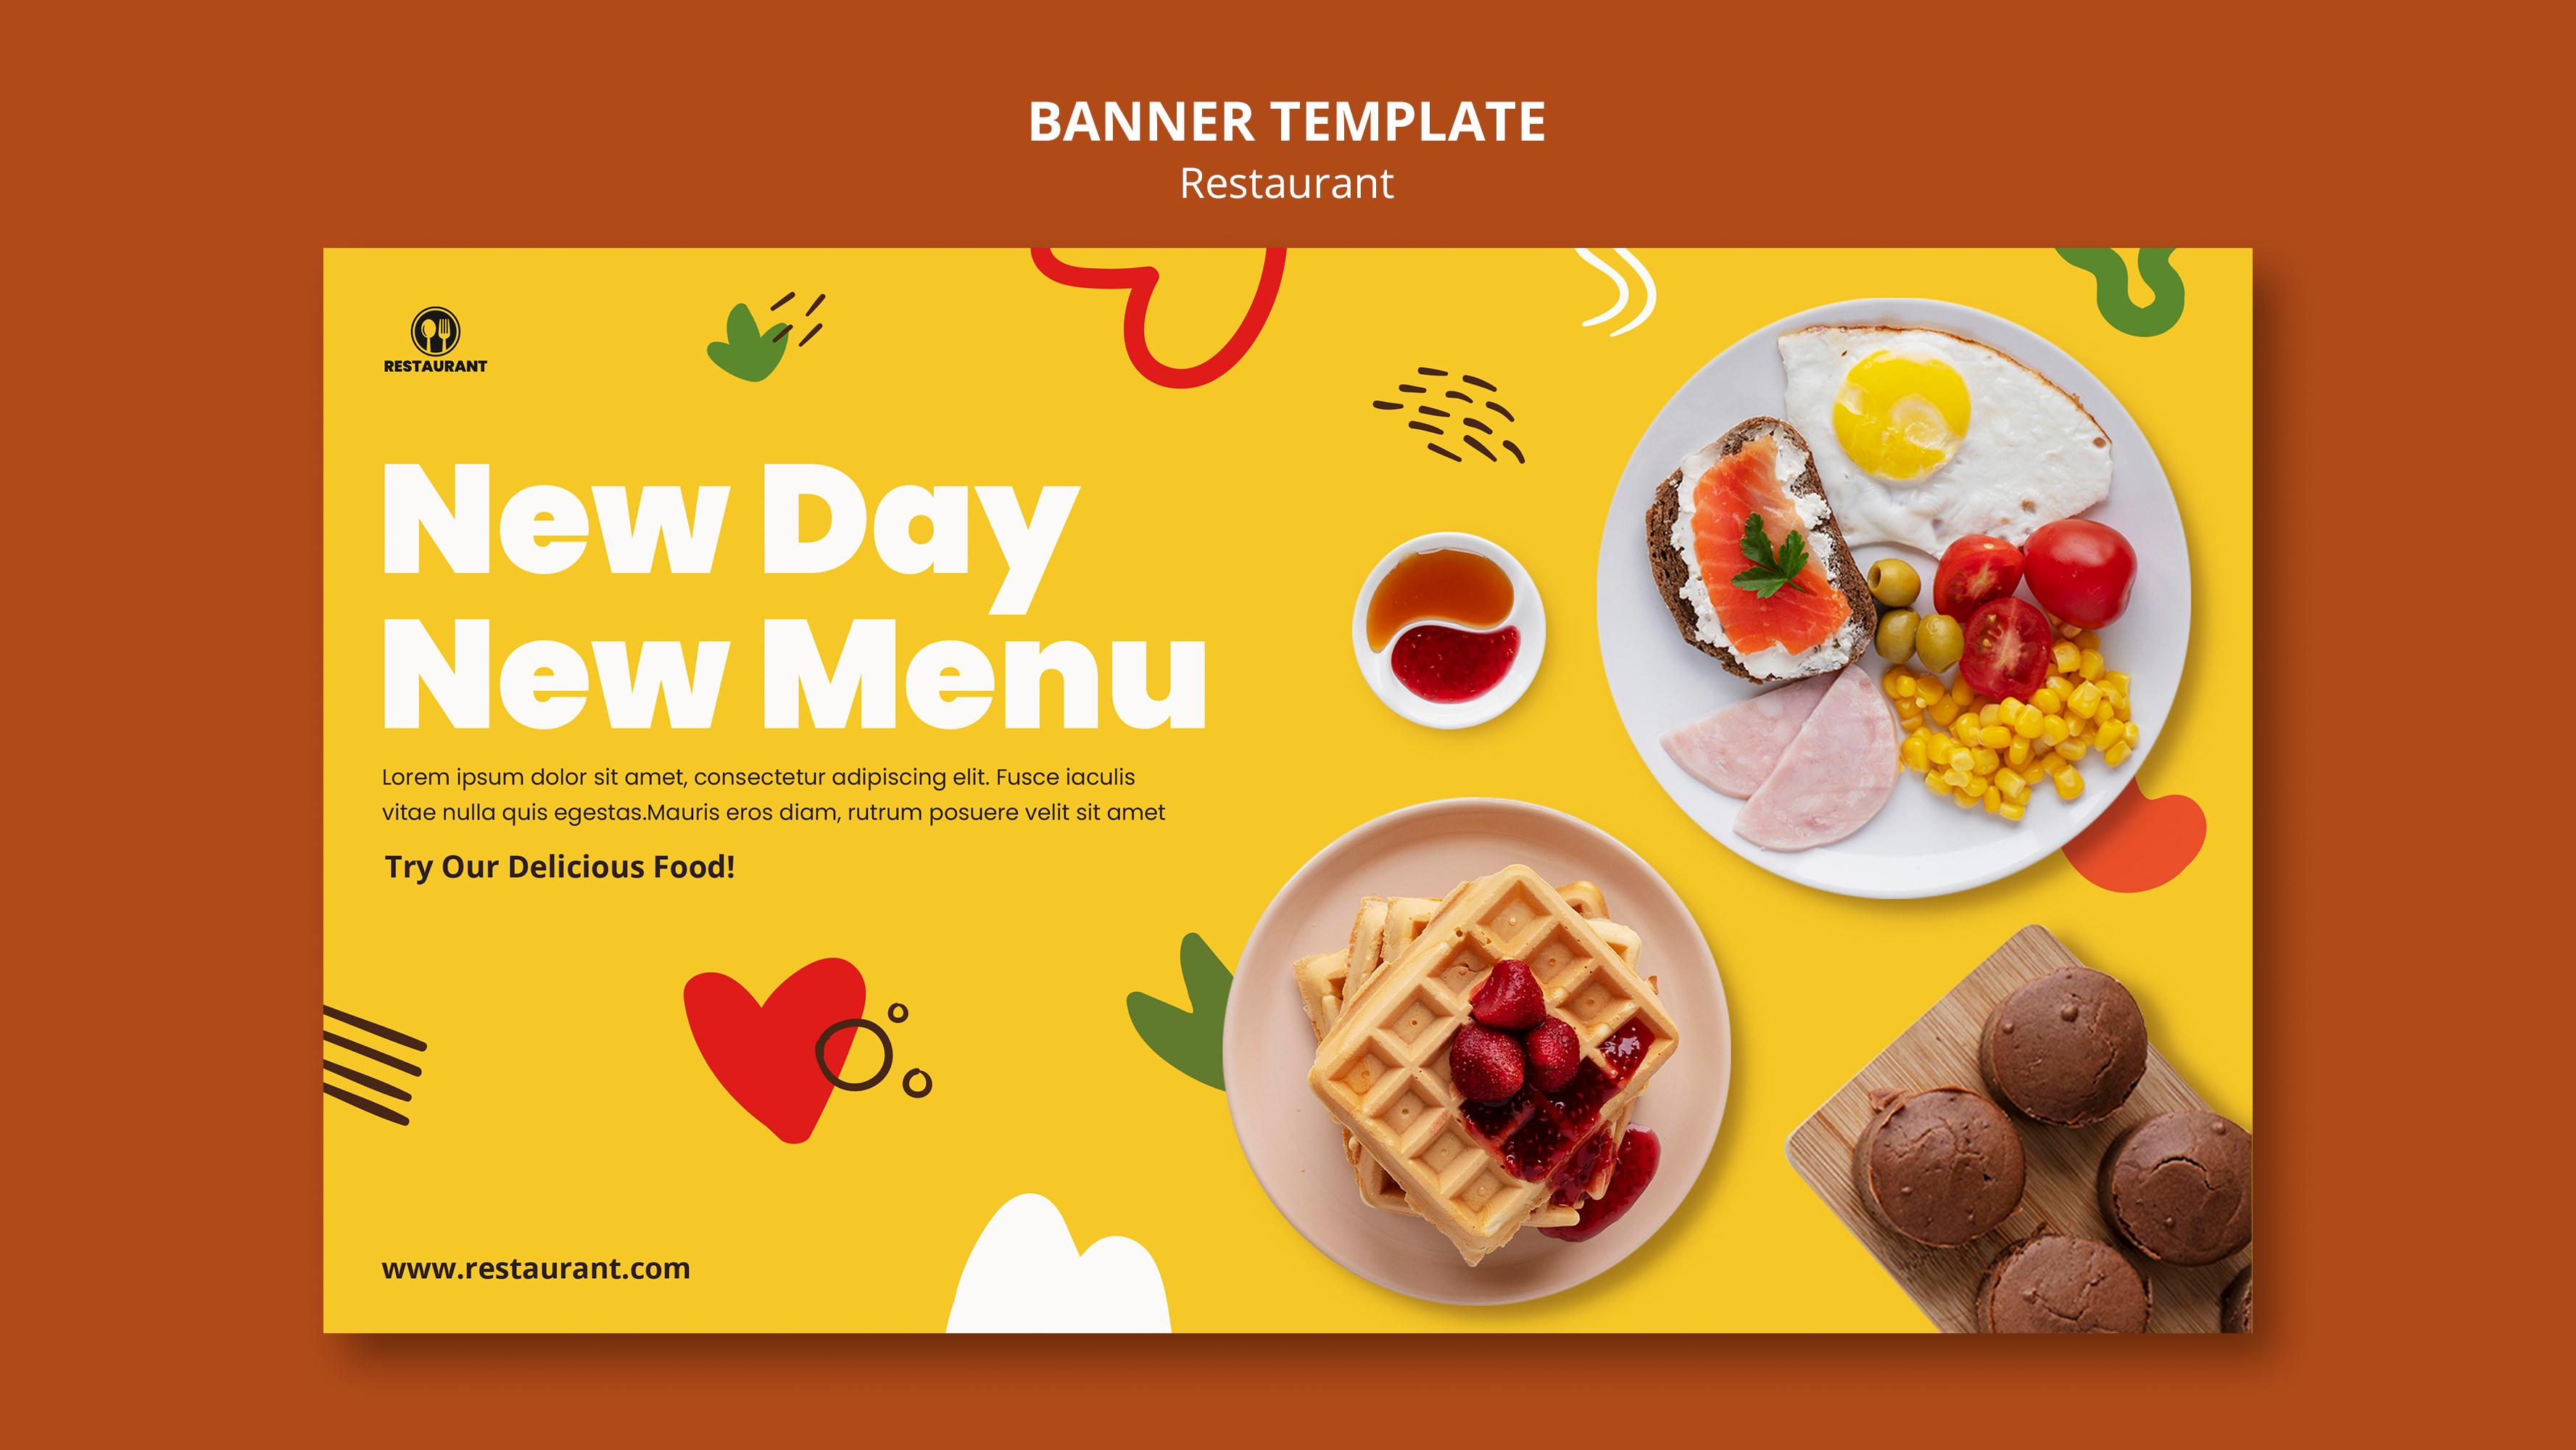 BANNER TEMPLATE
Restaurant
RESTAURANT
New Day
New Menu
Lorem ipsum dolor sit amet, consectetur adipiscing elit. Fusce iaculis
vitae nulla quis egestas.Mauris eros diam, rutrum posuere velit sit amet
Try Our Delicious Food!
www.restaurant.com